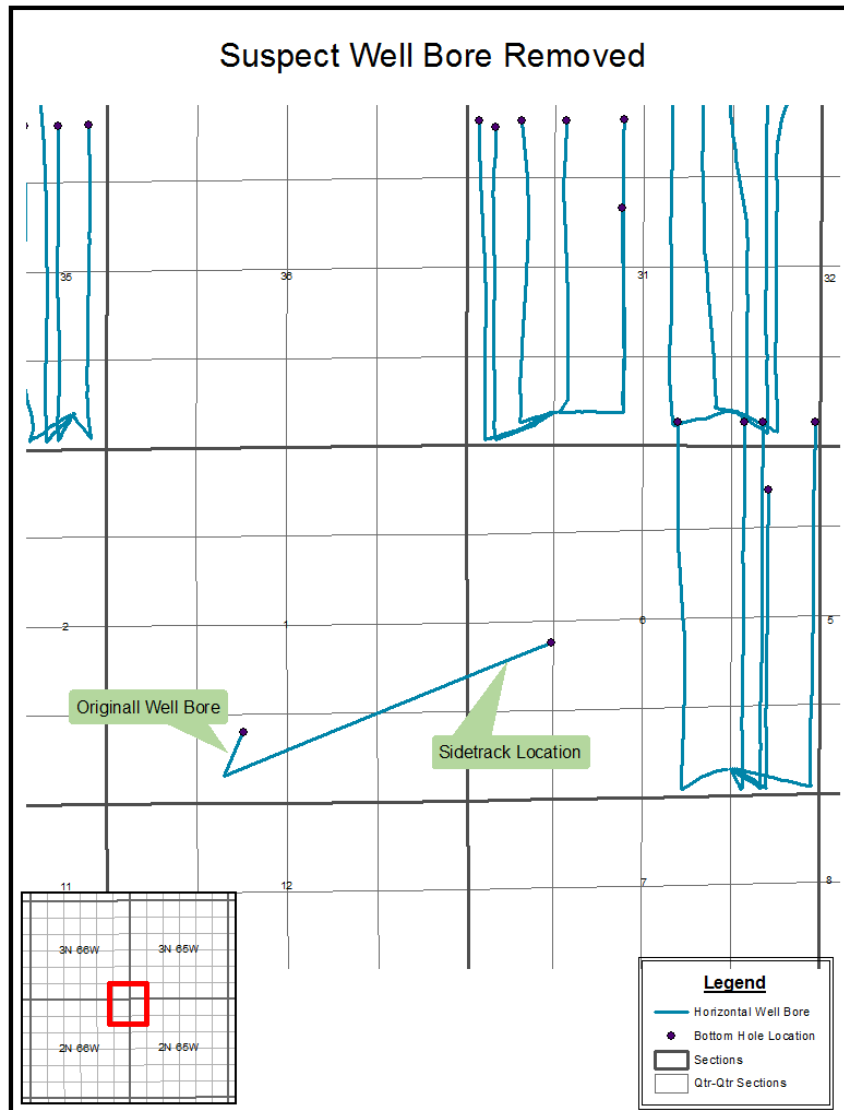 Suspect Well Bore Removed
35
36
31
32
2
1
6
5
Originall Well Bore
Sidetrack Location
11
12
7
8
3N 66W
3N 65W
2N 66W
2N 65W
Legend
Horizontal Well Bore
Bottom Hole Location
Sections
Qtr-Qtr Sections